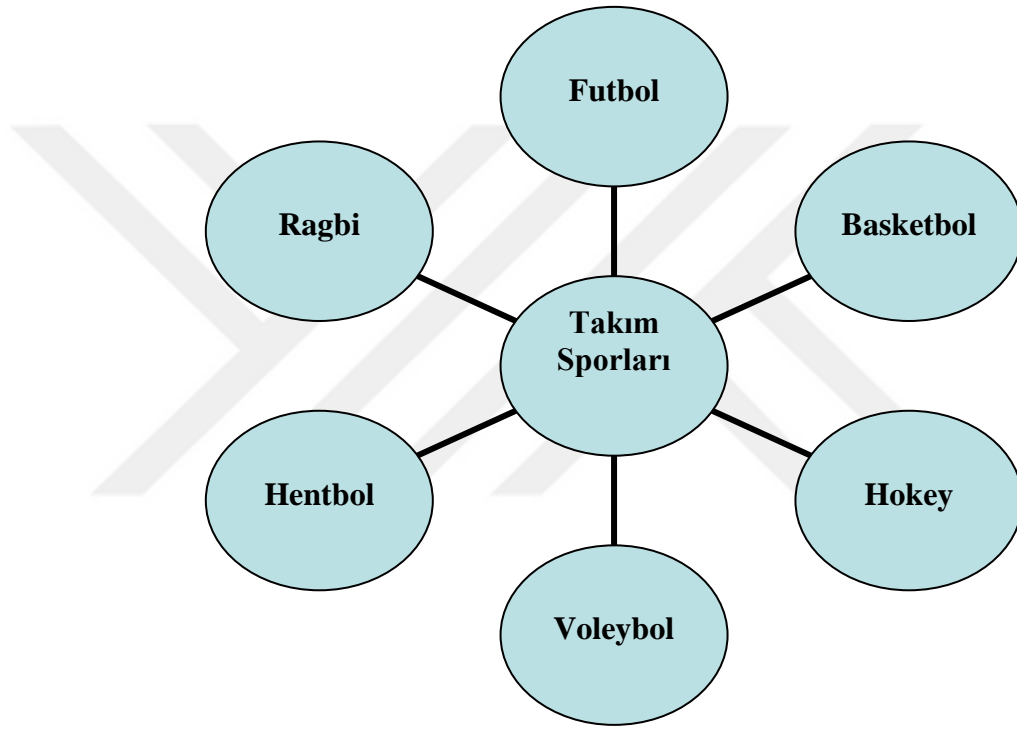 Futbol
Ragbi
Basketbol
Takım
Sporları
Hentbol
Hokey
Voleybol